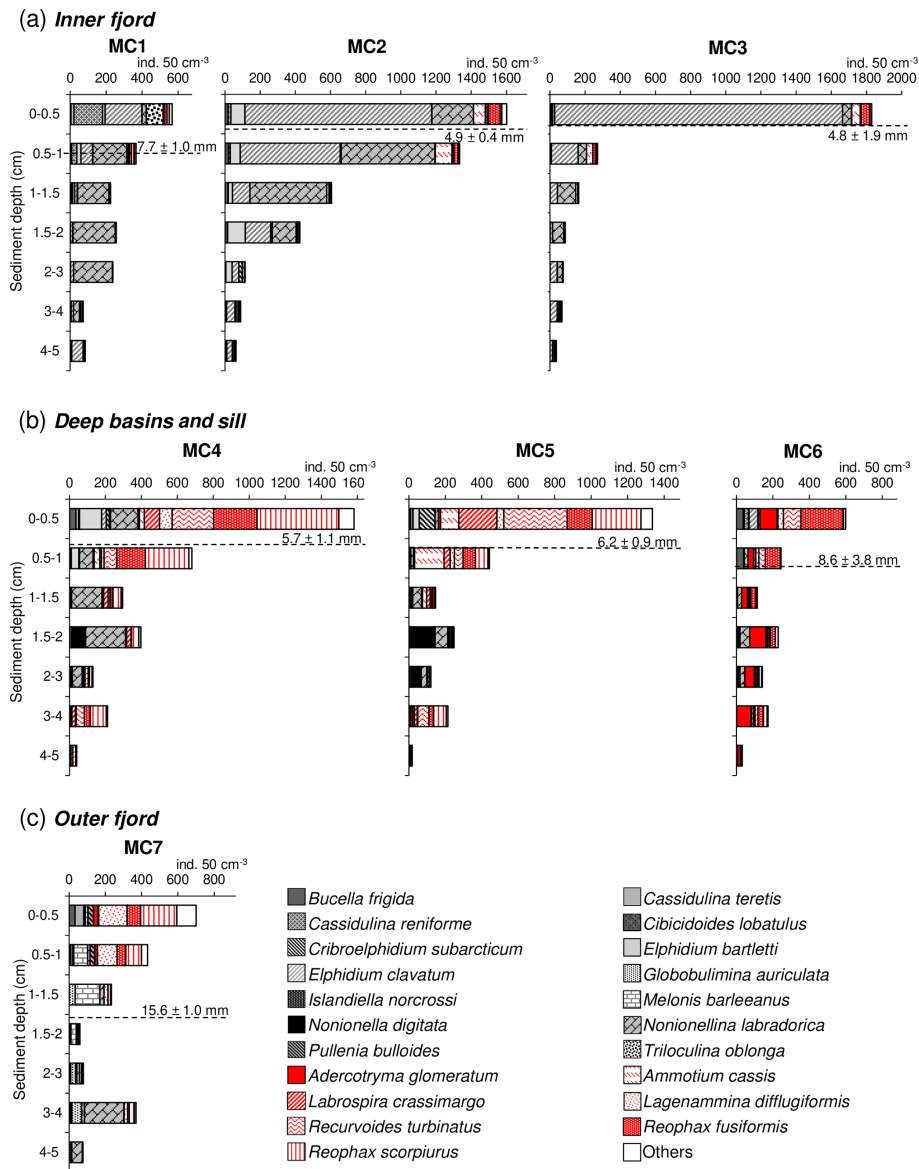 (a) Inner fjord
MC1 MC2 MC3
ind. 50 cm-3 ind. 50 cm-3 ind. 50 cm-3
0 200 400 600 0 200 400 600 800 1000 1200 1400 1600 0 200 400 600 800 1000 1200 1400 1600 1800 2000
Sediment depth (cm)
0-0.5
4.9 ± 0.4 mm 4.8 ± 1.9 mm
0.5-1 7.7 ± 1.0 mm
1-1.5
1.5-2
2-3
3-4
4-5
(b) Deep basins and sill
MC4 MC5 MC6
ind. 50 cm-3 ind. 50 cm-3 ind. 50 cm-3
0 200 400 600 800 1000 1200 1400 1600 0 200 400 600 800 1000 1200 1400 0 200 400 600 800
Sediment depth (cm)
0-0.5
5.7 ± 1.1 mm 6.2 ± 0.9 mm
0.5-1 8.6 ± 3.8 mm
1-1.5
1.5-2
2-3
3-4
4-5
(c) Outer fjord
MC7
ind. 50 cm-3
0 200 400 600 800
Sediment depth (cm)
0-0.5
0.5-1
1-1.5
15.6 ± 1.0 mm
1.5-2
2-3
3-4
4-5
Bucella frigida
Cassidulina reniforme
Cribroelphidium subarcticum
Elphidium clavatum
Islandiella norcrossi
Nonionella digitata
Pullenia bulloides
Adercotryma glomeratum
Labrospira crassimargo
Recurvoides turbinatus
Reophax scorpiurus
Cassidulina teretis
Cibicidoides lobatulus
Elphidium bartletti
Globobulimina auriculata
Melonis barleeanus
Nonionellina labradorica
Triloculina oblonga
Ammotium cassis
Lagenammina difflugiformis
Reophax fusiformis
Others